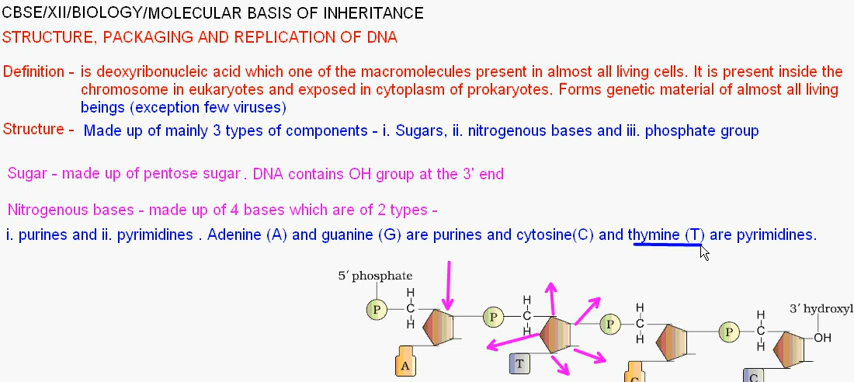 CBSE/XII/BIOLOGY/MOLECULAR BASIS OF INHERITANCE
STRUCTURE, PACKAGING AND REPLICATION OF DNA
Definition - is deoxyribonucleic acid which one of the macromolecules present in almost all living cells. It is present inside the
chromosome in eukaryotes and exposed in cytoplasm of prokaryotes. Forms genetic material of almost all living
beings (exception few viruses)
Structure - Made up of mainly 3 types of components - i. Sugars, ii. nitrogenous bases and iii. phosphate group
Sugar - made up of pentose sugar. DNA contains OH group at the 3' end
Nitrogenous bases - made up of 4 bases which are of 2 types -
i. purines and ii. pyrimidines . Adenine (A) and guanine (G) are purines and cytosine(C) and thymine (T) are pyrimidines.
5' phosphate
H H H H
3' hydroxyl
P C P C P C P C OH
H H H H
A T